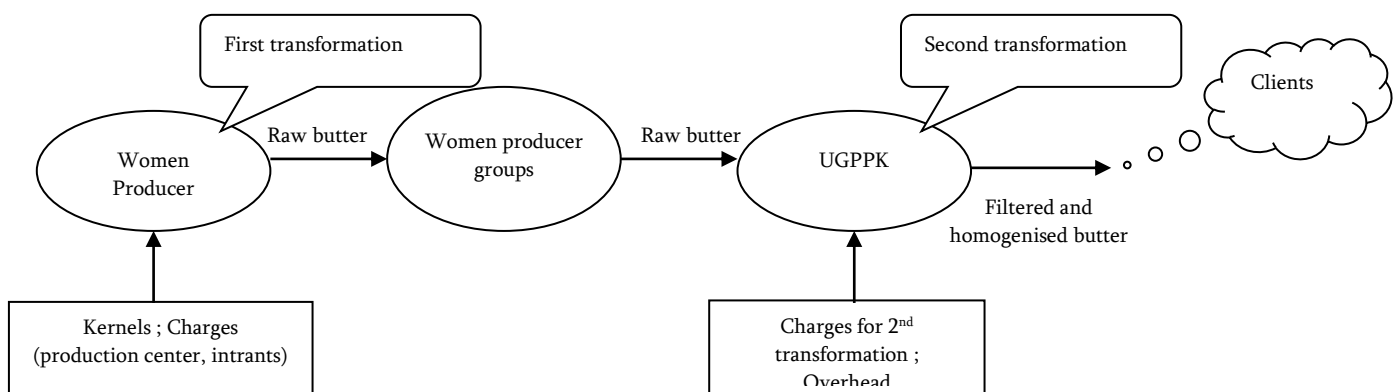 First transformation
Second transformation
Clients
Raw butter
Raw butter
Women
Producer
Women producer
groups
UGPPK
Filtered and
homogenised butter
Kernels ; Charges
(production center, intrants)
Charges for 2nd
transformation ;
Overhead